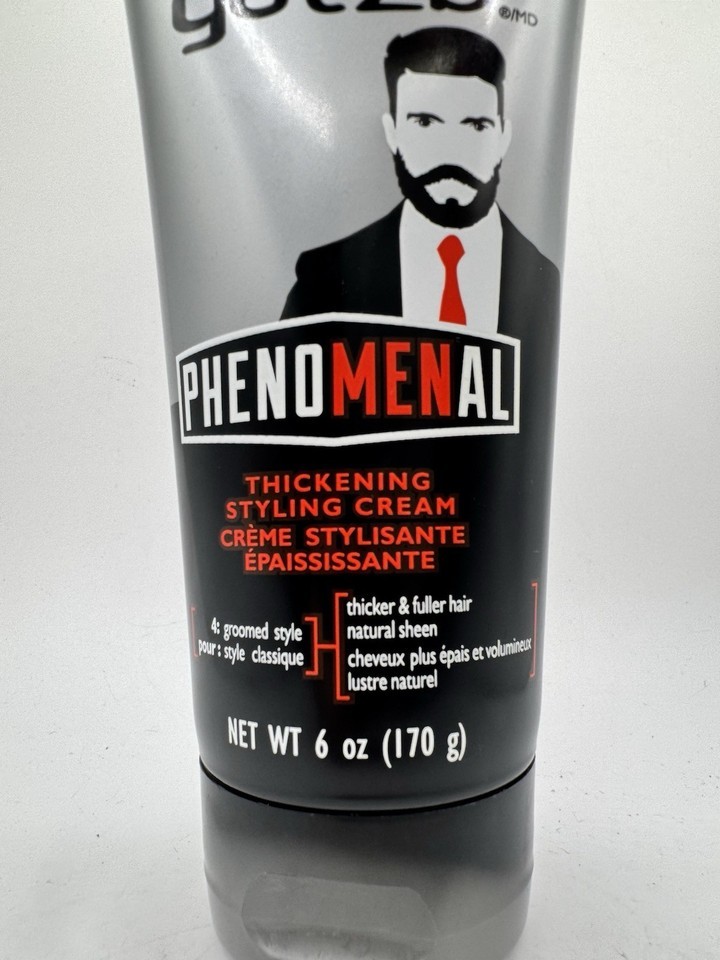 ®/MD
PHENOMENAL
THICKENING
STYLING CREAM
CRÈME STYLISANTE
ÉPAISSISSANTE
4: groomed style
pour : style classique
thicker & fuller hair
natural sheen
cheveux plus épais et volumineux
lustre naturel
NET WT 6 oz (170 g)